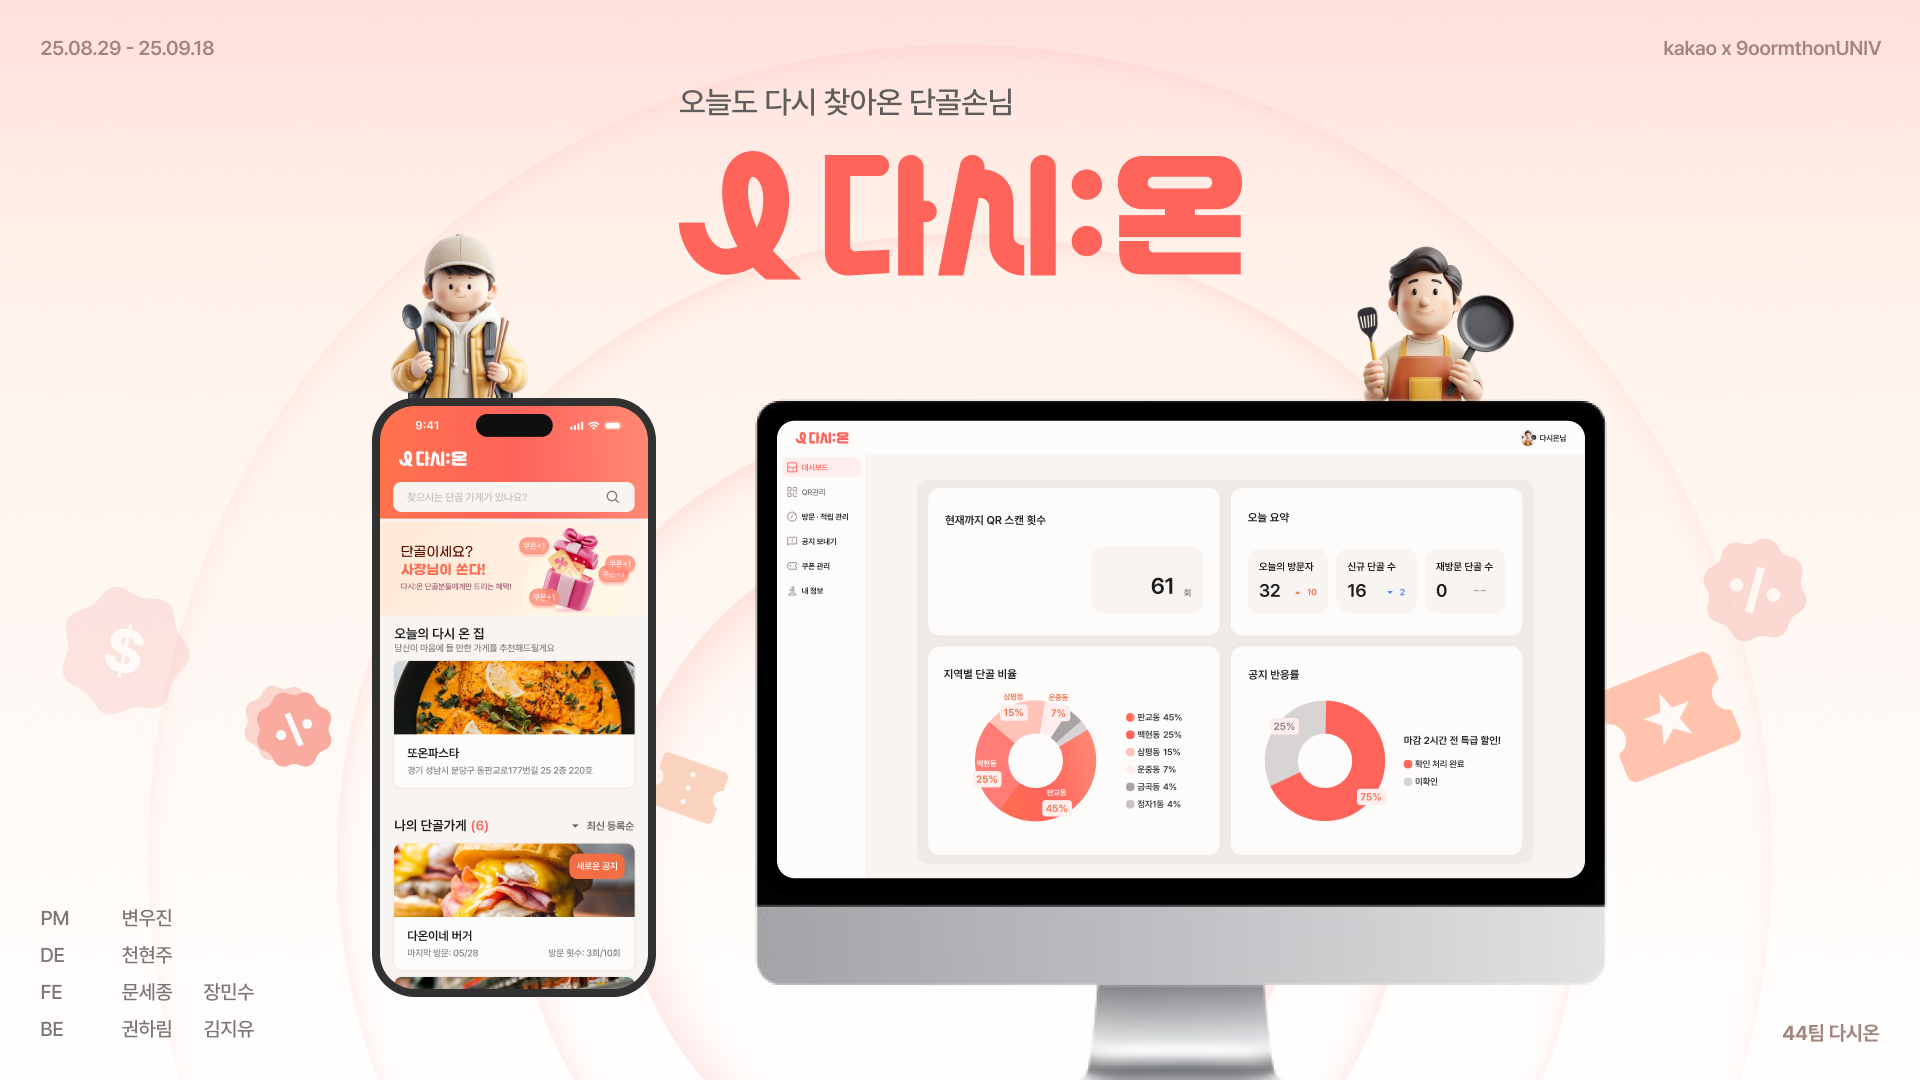 25.08.29 - 25.09.18
kakao x 9oormthonUNIV
오늘도 다시 찾아온 단골손님
다시:온
9:41
다시:온
찾으시는 단골 가게가 있나요?
단골이세요?
사장님이 쏜다!
다시:온 단골분들에게만 드리는 혜택!
쿠폰+1
쿠폰+1
쿠폰+1
쿠폰+1
오늘의 다시 온 집
당신이 마음에 들 만한 가게를 추천해드릴게요
또온파스타
경기 성남시 분당구 동판교로177번길 25 2층 220호
나의 단골가게 (6)
최신 등록순
새로운 공지
다온이네 버거
마지막 방문: 05/28
방문 횟수: 3회/10회
다시:온
다시온님
대시보드
QR관리
방문 · 적립 관리
공지 보내기
쿠폰 관리
내 정보
현재까지 QR 스캔 횟수
61 회
오늘 요약
오늘의 방문자
32 10
신규 단골 수
16 2
재방문 단골 수
0 --
지역별 단골 비율
삼평동
15%
운중동
7%
백현동
25%
판교동
45%
판교동 45%
백현동 25%
삼평동 15%
운중동 7%
금곡동 4%
정자1동 4%
공지 반응률
25%
75%
마감 2시간 전 특급 할인!
확인 처리 완료
미확인
$
%
%
PM 변우진
DE 천현주
FE 문세종 장민수
BE 권하림 김지유
44팀 다시온